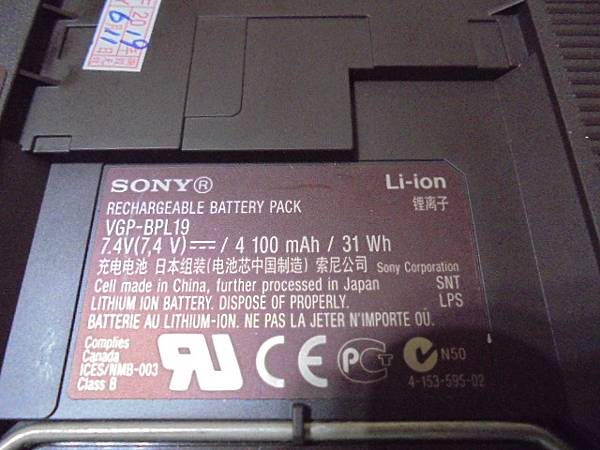 2019
6 11
SONY®
Li-ion
锂离子
RECHARGEABLE BATTERY PACK
VGP-BPL19
7.4V(7,4 V)⎓ / 4 100 mAh / 31 Wh
充电电池 日本组装(电池芯中国制造) 索尼公司 Sony Corporation
Cell made in China, further processed in Japan SNT
LITHIUM ION BATTERY. DISPOSE OF PROPERLY. LPS
BATTERIE AU LITHIUM-ION. NE PAS LA JETER N'IMPORTE OÙ.
Complies
Canada
ICES/NMB-003
Class B
N50
4-153-595-02